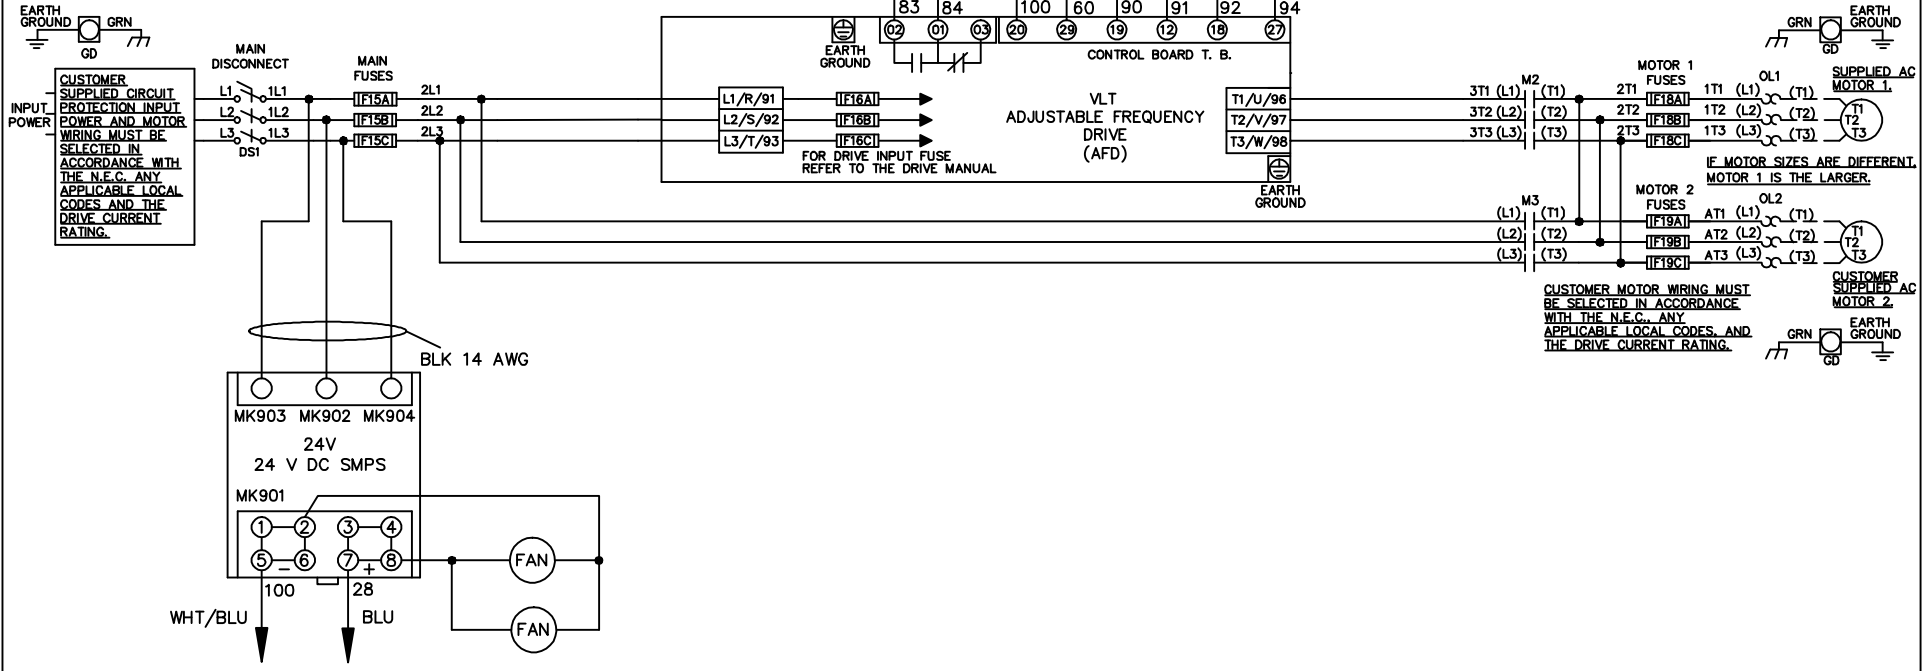 83 84 100 60 90 91 92 94
02 01 03 20 29 19 12 18 27
EARTH
GROUND
GRN
GD
EARTH
GROUND
CONTROL BOARD T. B.
GRN
EARTH
GROUND
GD
INPUT
POWER
CUSTOMER
SUPPLIED CIRCUIT
PROTECTION INPUT
POWER AND MOTOR
WIRING MUST BE
SELECTED IN
ACCORDANCE WITH
THE N.E.C. ANY
APPLICABLE LOCAL
CODES AND THE
DRIVE CURRENT
RATING.
MAIN
DISCONNECT
L1 1L1
L2 1L2
L3 1L3
DS1
MAIN
FUSES
F15A 2L1
F15B 2L2
F15C 2L3
L1/R/91 F16A
L2/S/92 F16B
L3/T/93 F16C
FOR DRIVE INPUT FUSE
REFER TO THE DRIVE MANUAL
VLT
ADJUSTABLE FREQUENCY
DRIVE
(AFD)
T1/U/96
T2/V/97
T3/W/98
EARTH
GROUND
M2
3T1 (L1) (T1)
3T2 (L2) (T2)
3T3 (L3) (T3)
MOTOR 1
FUSES
2T1 F18A 1T1 (L1) (T1)
2T2 F18B 1T2 (L2) (T2)
2T3 F18C 1T3 (L3) (T3)
OL1
SUPPLIED AC
MOTOR 1.
T1
T2
T3
IF MOTOR SIZES ARE DIFFERENT,
MOTOR 1 IS THE LARGER.
M3
(L1) (T1)
(L2) (T2)
(L3) (T3)
MOTOR 2
FUSES
F19A AT1 (L1) (T1)
F19B AT2 (L2) (T2)
F19C AT3 (L3) (T3)
OL2
T1
T2
T3
CUSTOMER
SUPPLIED AC
MOTOR 2.
CUSTOMER MOTOR WIRING MUST
BE SELECTED IN ACCORDANCE
WITH THE N.E.C., ANY
APPLICABLE LOCAL CODES, AND
THE DRIVE CURRENT RATING.
GRN
EARTH
GROUND
GD
BLK 14 AWG
MK903 MK902 MK904
24V
24 V DC SMPS
MK901
1 2 3 4
5 6 7 8
- +
100 28
WHT/BLU BLU
FAN
FAN